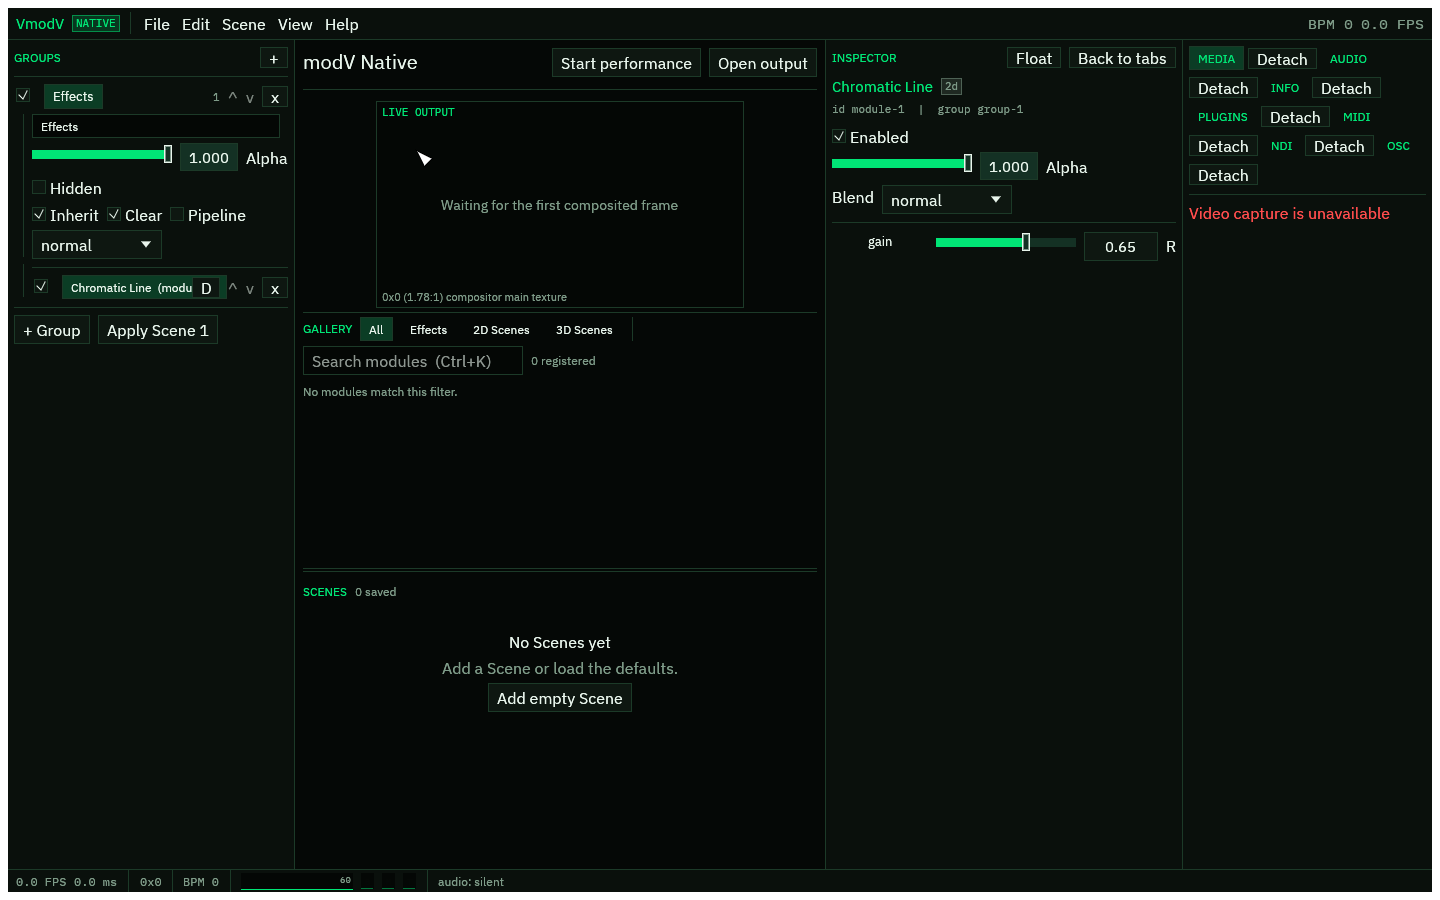 VmodV NATIVE File Edit Scene View Help BPM 0 0.0 FPS
GROUPS +
Effects 1 ^ v x
Effects
1.000 Alpha
Hidden
Inherit Clear Pipeline
normal
Chromatic Line (modu D ^ v x
+ Group Apply Scene 1
modV Native Start performance Open output
LIVE OUTPUT
Waiting for the first composited frame
0x0 (1.78:1) compositor main texture
GALLERY All Effects 2D Scenes 3D Scenes
Search modules (Ctrl+K) 0 registered
No modules match this filter.
SCENES 0 saved
No Scenes yet
Add a Scene or load the defaults.
Add empty Scene
INSPECTOR Float Back to tabs
Chromatic Line 2d
id module-1 | group group-1
Enabled
1.000 Alpha
Blend normal
gain 0.65 R
MEDIA Detach AUDIO
Detach INFO Detach
PLUGINS Detach MIDI
Detach NDI Detach OSC
Detach
Video capture is unavailable
0.0 FPS 0.0 ms 0x0 BPM 0 60 audio: silent